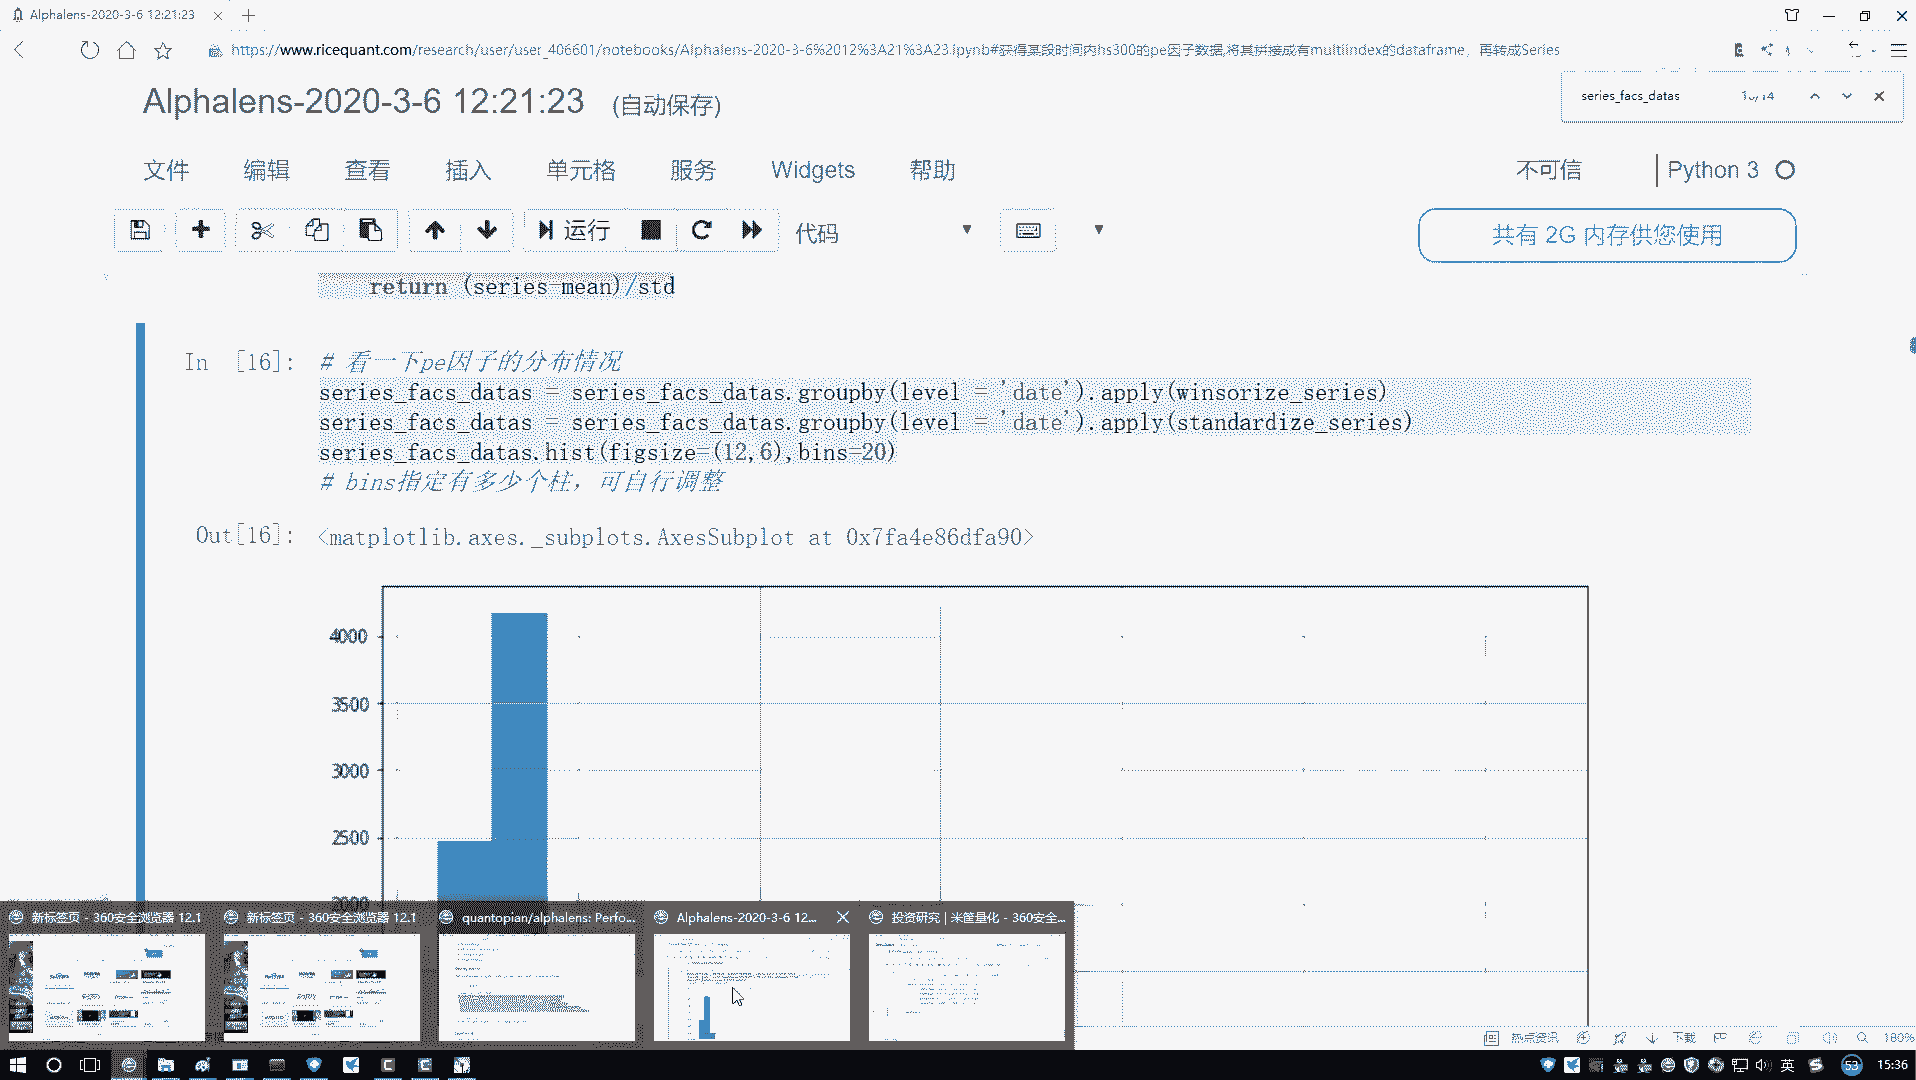 Alphalens-2020-3-6 12:21:23
https://www.ricequant.com/research/user/user_406601/notebooks/Alphalens-2020-3-6%2012%3A21%3A23.ipynb#获得某段时间内hs300的pe因子数据,将其拼接成有multiindex的dataframe，再转成Series
Alphalens-2020-3-6 12:21:23 (自动保存)
series_facs_datas
文件 编辑 查看 插入 单元格 服务 Widgets 帮助 不可信 Python 3
运行 代码 共有 2G 内存供您使用
return (series-mean)/std
In [16]: # 看一下pe因子的分布情况
series_facs_datas = series_facs_datas.groupby(level = 'date').apply(winsorize_series)
series_facs_datas = series_facs_datas.groupby(level = 'date').apply(standardize_series)
series_facs_datas.hist(figsize=(12,6),bins=20)
# bins指定有多少个柱，可自行调整
Out[16]: <matplotlib.axes._subplots.AxesSubplot at 0x7fa4e86dfa90>
4000
3500
3000
2500
2000
新标签页 - 360安全浏览器 12.1 新标签页 - 360安全浏览器 12.1 quantopian/alphalens: Perfo... Alphalens-2020-3-6 12... 投资研究 | 米筐量化 - 360安全...
热点资讯 下载 180%
英 53 15:36